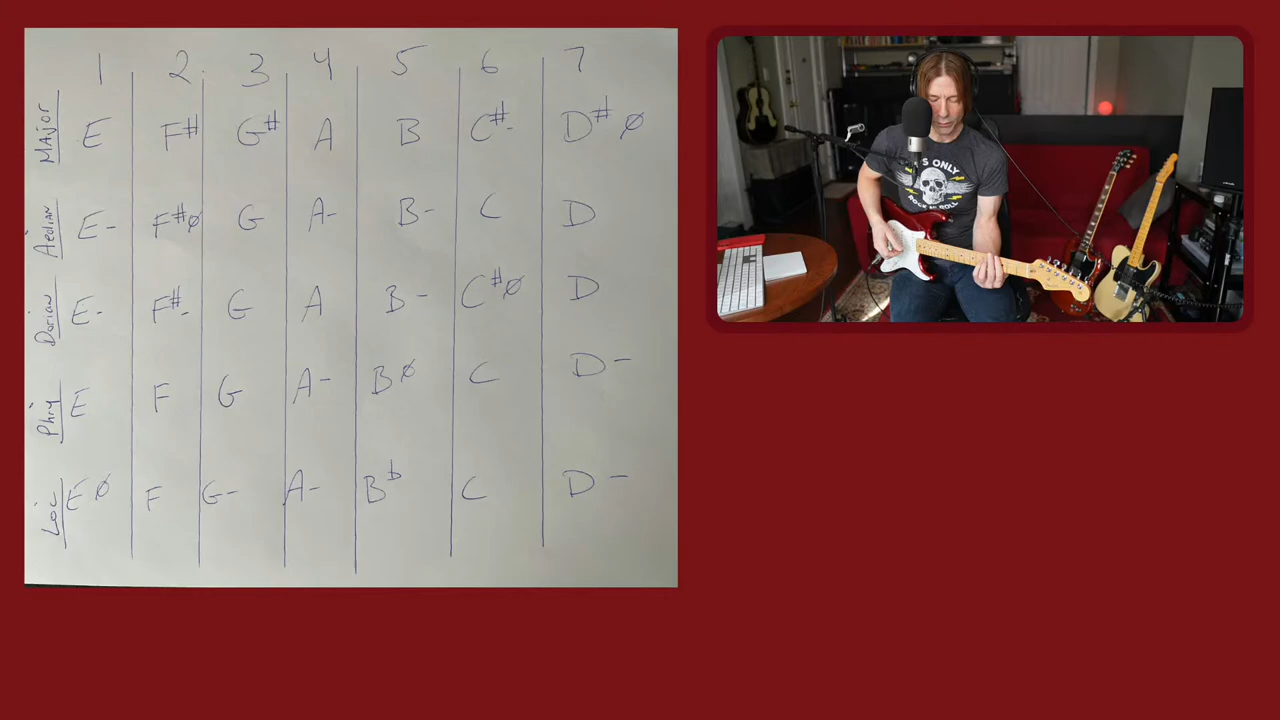 1 2 3 4 5 6 7
Major E F# G# A B C#- D#ø
Aeolian E- F#ø G A- B- C D
Dorian E- F#- G A B- C#ø D
Phry E F G A- Bø C D-
Loc Eø F G- A- Bb C D-
IT'S ONLY
ROCK N' ROLL